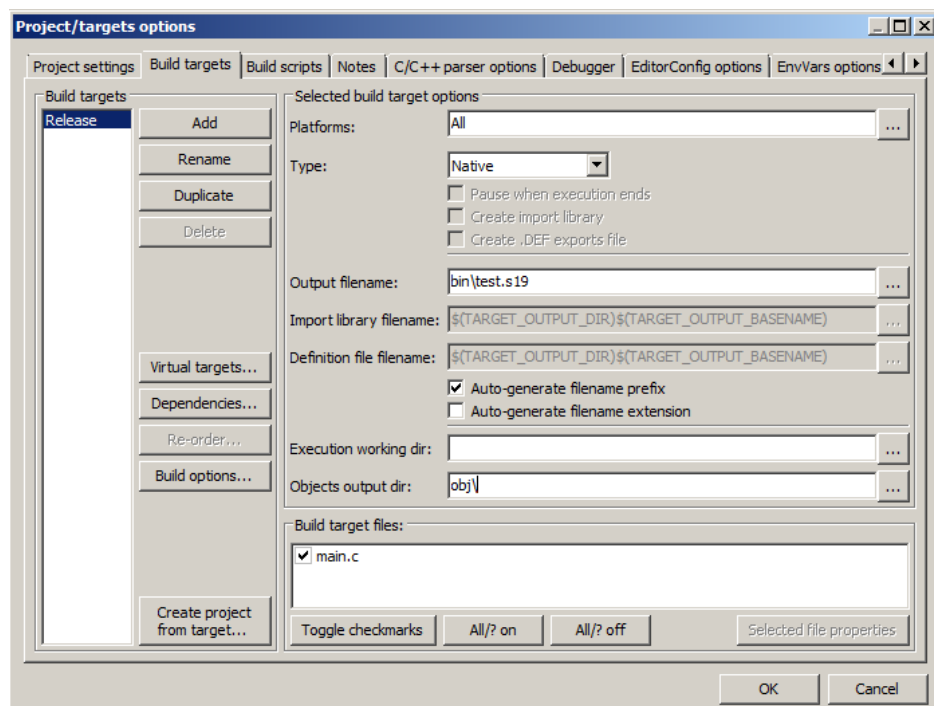 Project/targets options
Project settings Build targets Build scripts Notes C/C++ parser options Debugger EditorConfig options EnvVars options
Build targets
Release
Add
Rename
Duplicate
Delete
Virtual targets...
Dependencies...
Re-order...
Build options...
Create project
from target...
Selected build target options
Platforms: All ...
Type: Native
Pause when execution ends
Create import library
Create .DEF exports file
Output filename: bin\test.s19 ...
Import library filename: $(TARGET_OUTPUT_DIR)$(TARGET_OUTPUT_BASENAME) ...
Definition file filename: $(TARGET_OUTPUT_DIR)$(TARGET_OUTPUT_BASENAME) ...
Auto-generate filename prefix
Auto-generate filename extension
Execution working dir: ...
Objects output dir: obj\ ...
Build target files:
main.c
Toggle checkmarks All/? on All/? off Selected file properties
OK Cancel